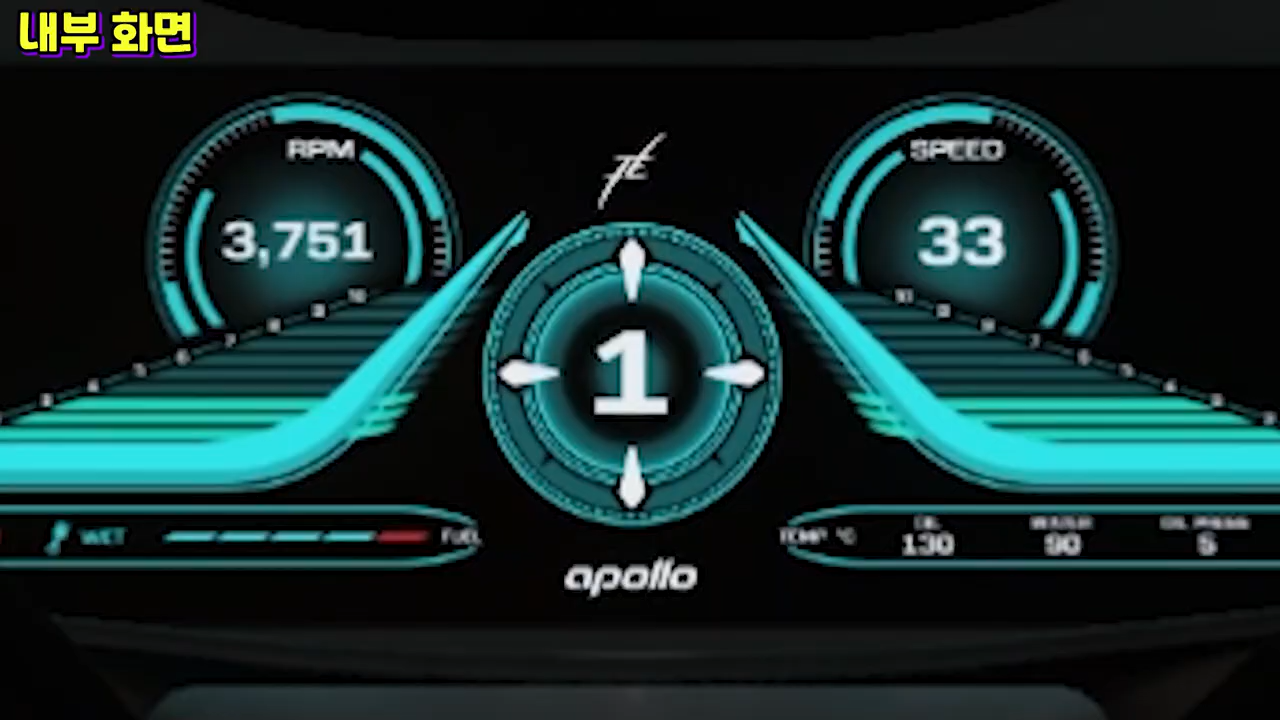 내부 화면
RPM
3,751
SPEED
33
1
WET
FUEL
TEMP °C
OIL
130
WATER
90
OIL PRESS
5
apollo